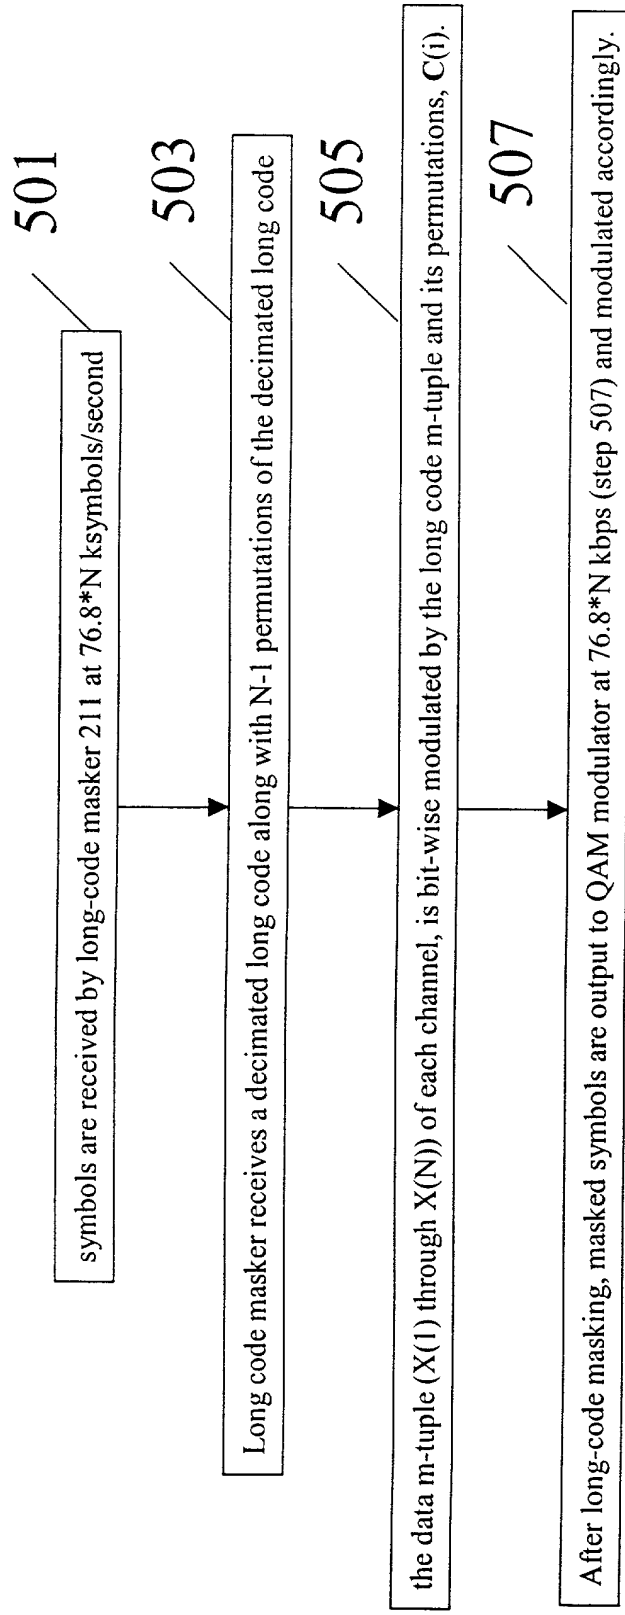 501
symbols are received by long-code masker 211 at 76.8*N ksymbols/second
503
Long code masker receives a decimated long code along with N-1 permutations of the decimated long code
505
the data m-tuple (X(1) through X(N)) of each channel, is bit-wise modulated by the long code m-tuple and its permutations, C(i).
507
After long-code masking, masked symbols are output to QAM modulator at 76.8*N kbps (step 507) and modulated accordingly.